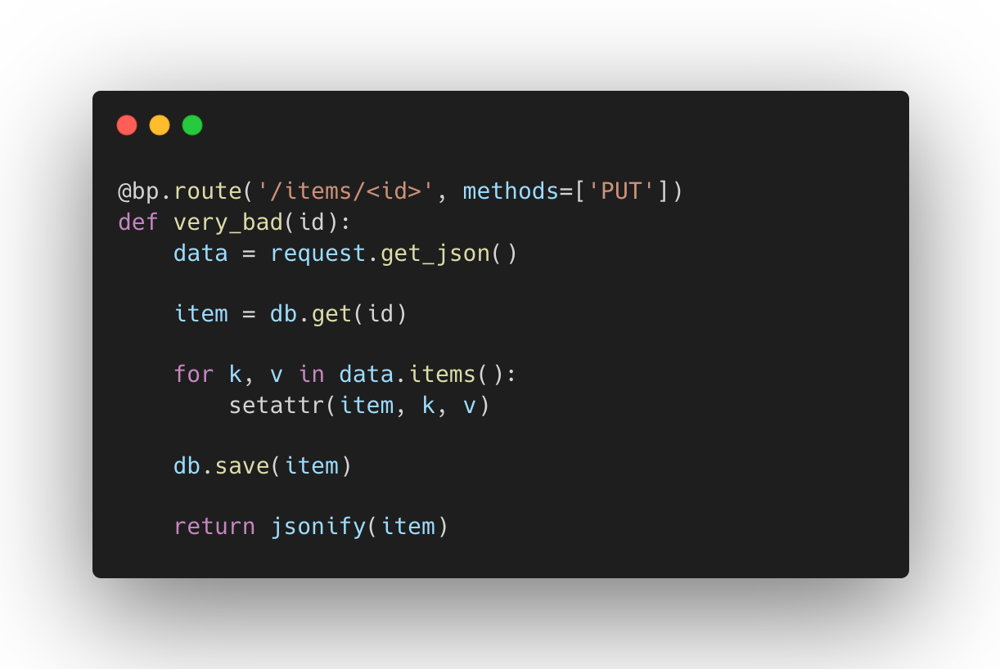 @bp.route('/items/<id>', methods=['PUT'])
def very_bad(id):
    data = request.get_json()

    item = db.get(id)

    for k, v in data.items():
        setattr(item, k, v)

    db.save(item)

    return jsonify(item)